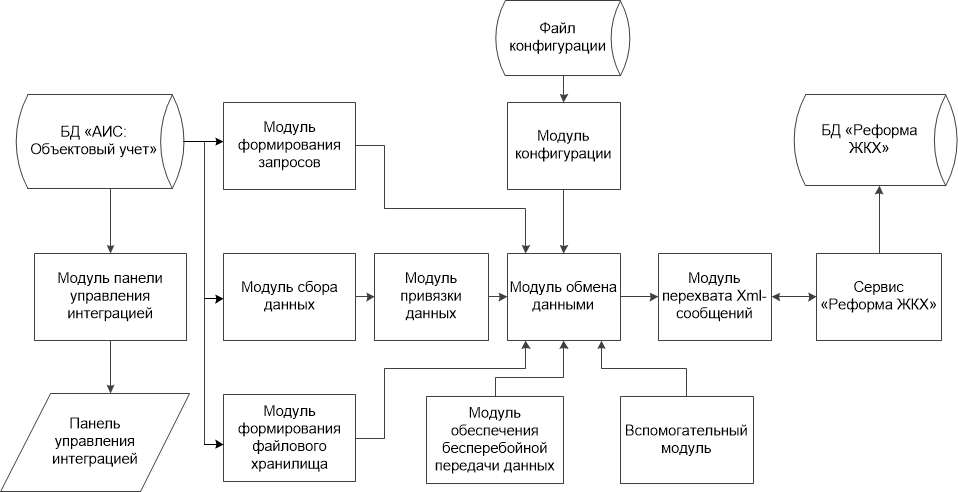 Файл
конфигурации
БД «АИС:
Объектовый учет»
Модуль
формирования
запросов
Модуль
конфигурации
БД «Реформа
ЖКХ»
Модуль панели
управления
интеграцией
Модуль сбора
данных
Модуль
привязки
данных
Модуль обмена
данными
Модуль
перехвата Xml-
сообщений
Сервис
«Реформа ЖКХ»
Панель
управления
интеграцией
Модуль
формирования
файлового
хранилища
Модуль
обеспечения
бесперебойной
передачи данных
Вспомогательный
модуль